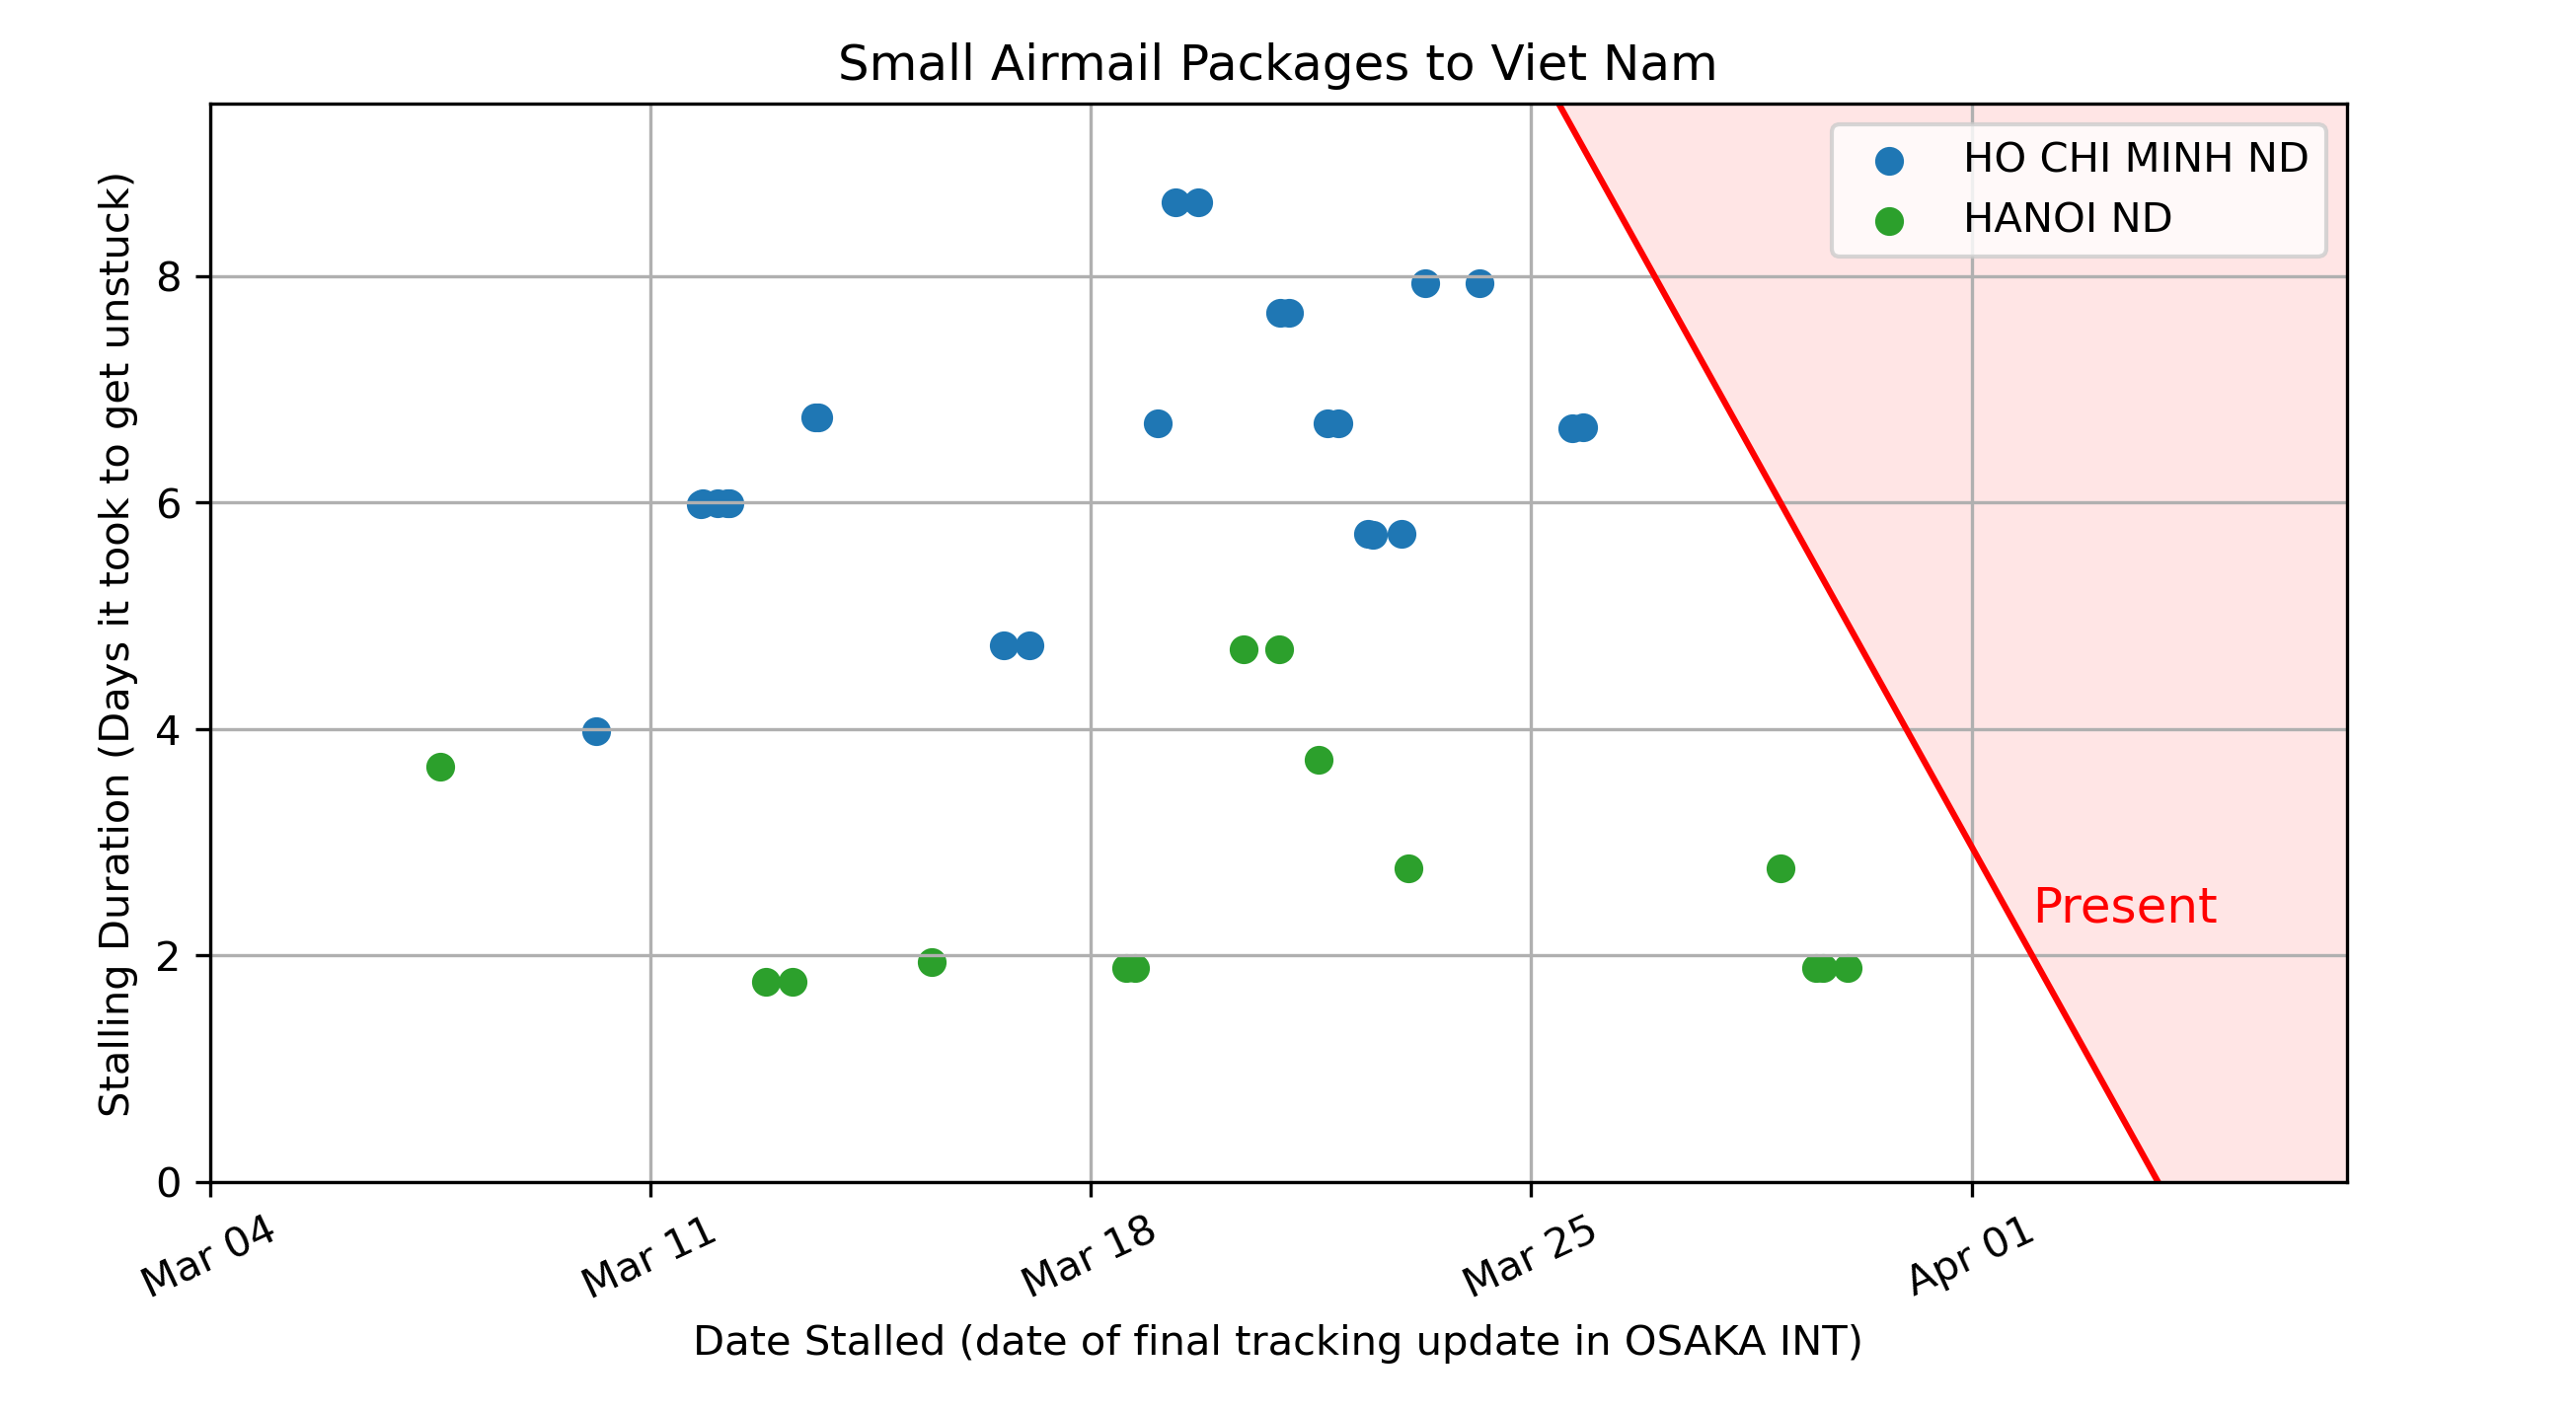 Small Airmail Packages to Viet Nam
HO CHI MINH ND
HANOI ND
Stalling Duration (Days it took to get unstuck)
8
6
4
2
0
Present
Mar 04
Mar 11
Mar 18
Mar 25
Apr 01
Date Stalled (date of final tracking update in OSAKA INT)